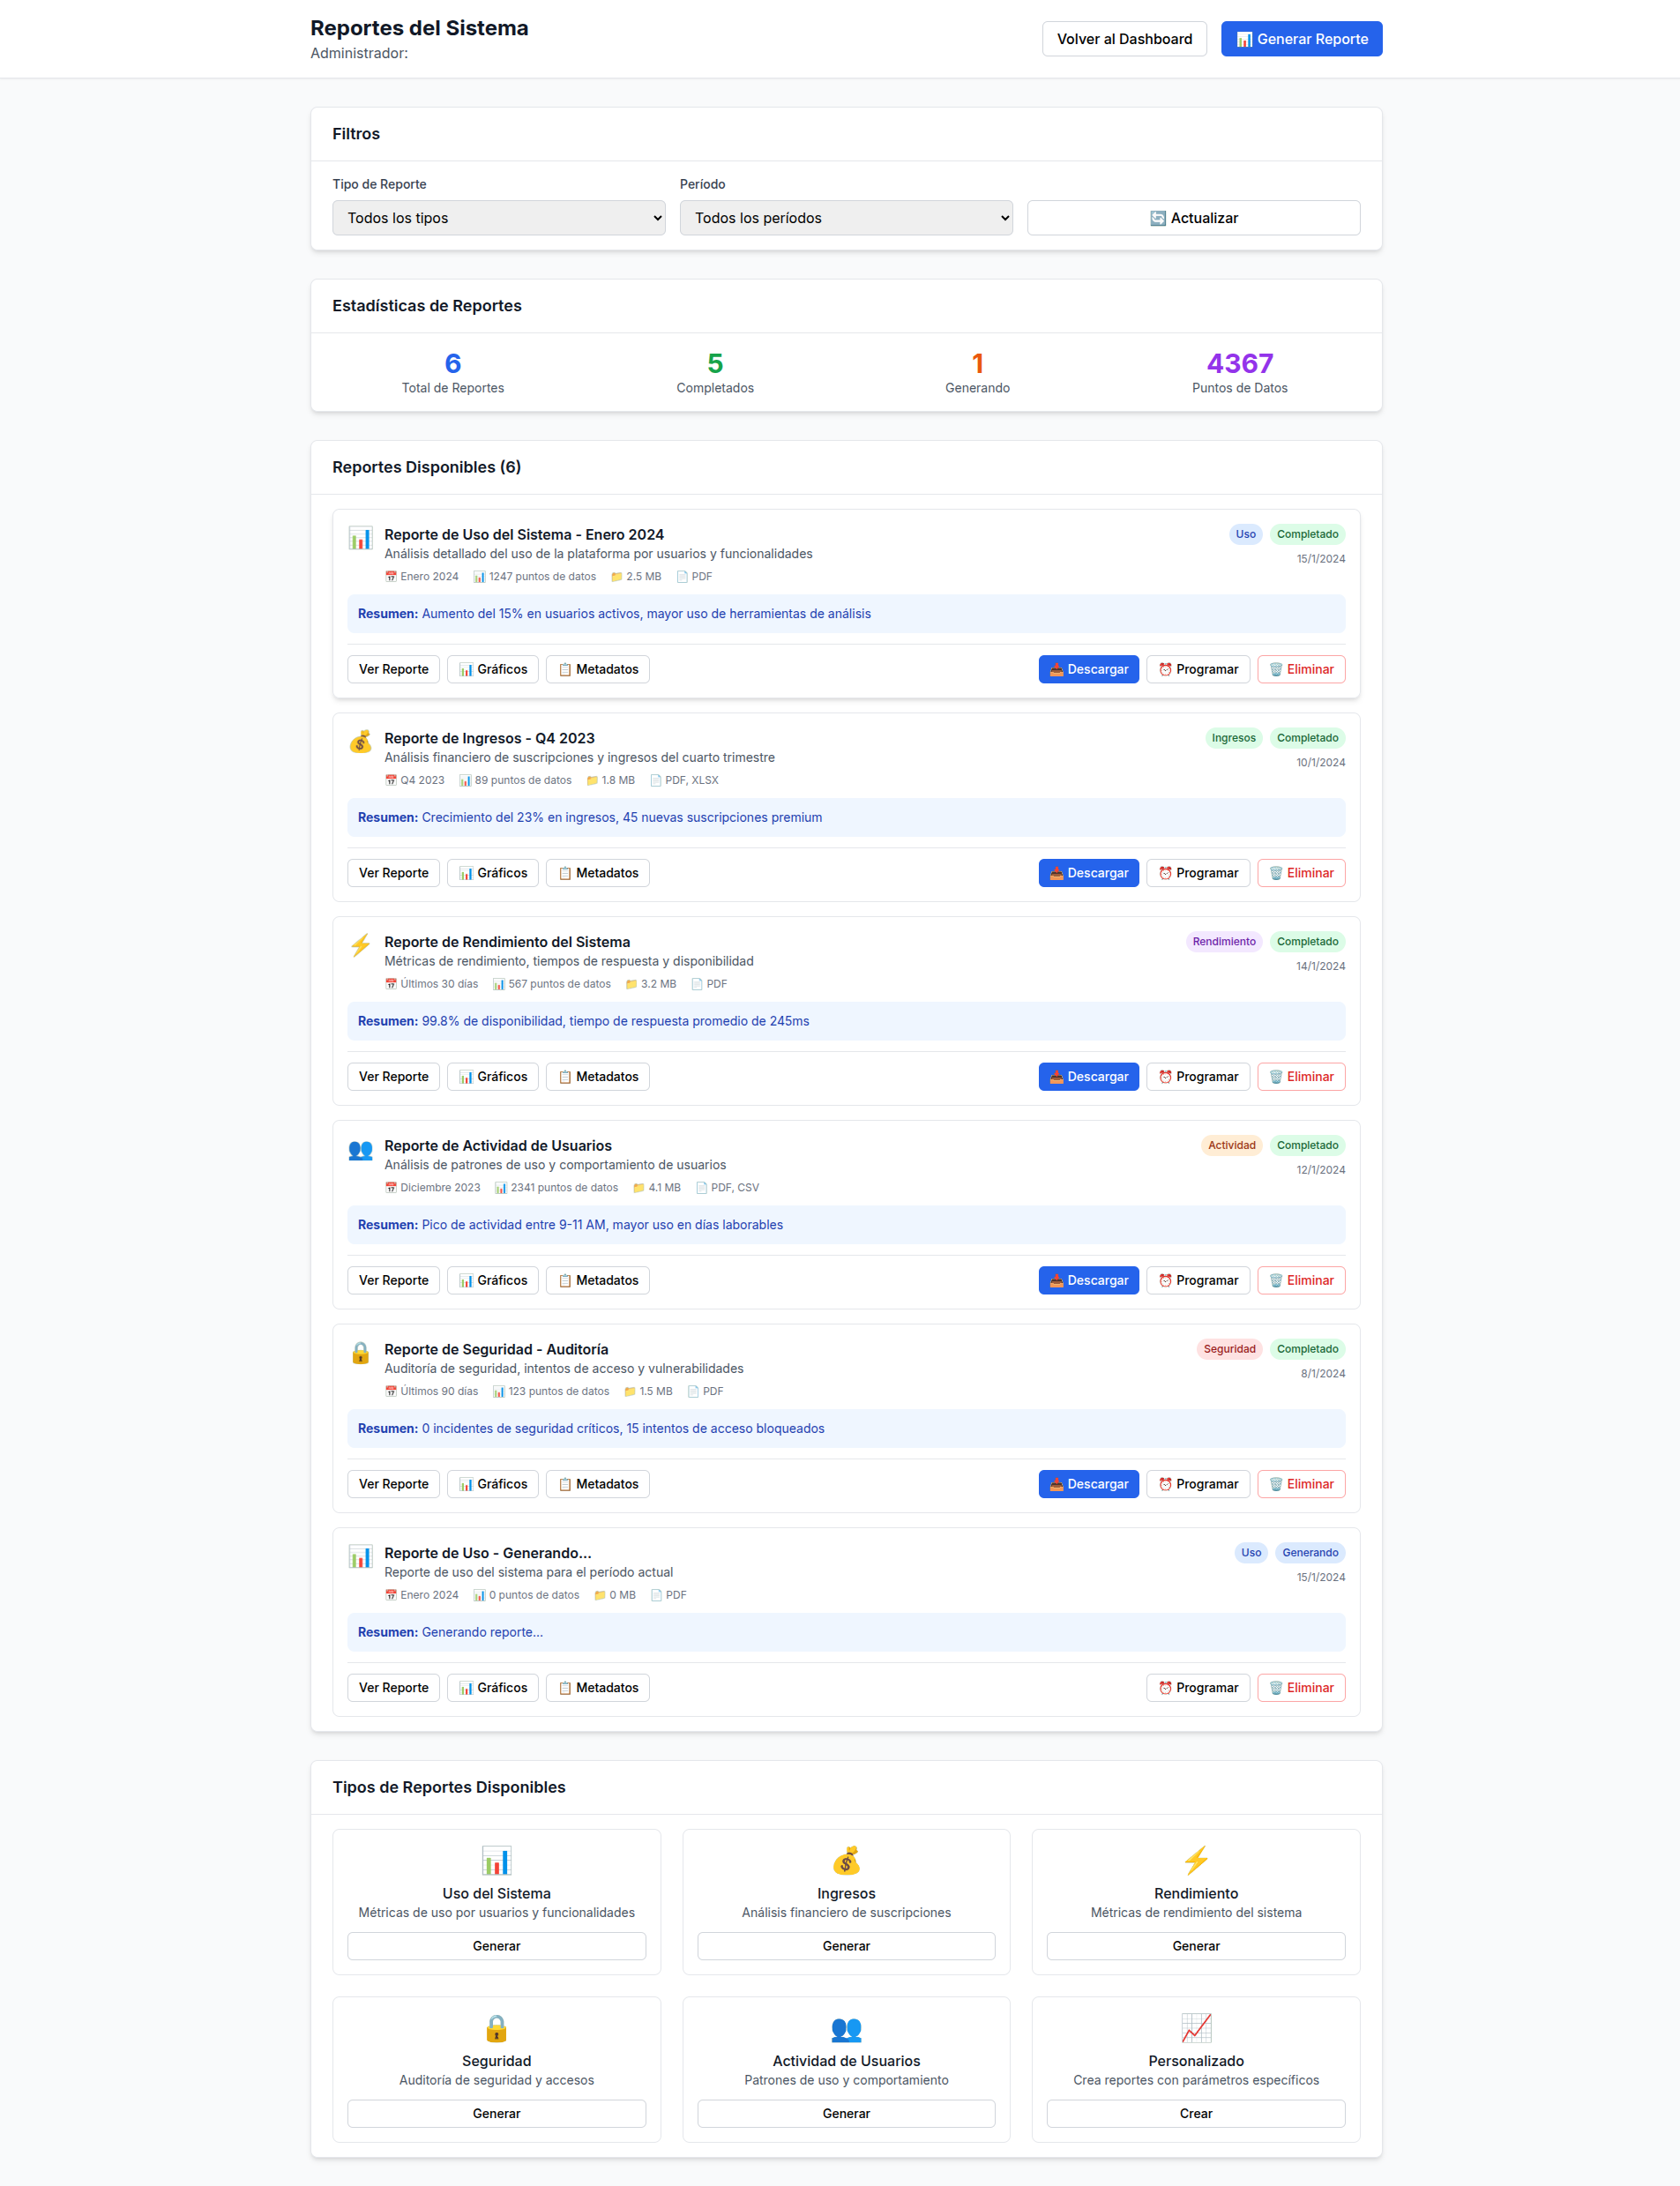 Reportes del Sistema
Administrador:
Volver al Dashboard
📊 Generar Reporte
Filtros
Tipo de Reporte
Período
Todos los tipos
Todos los períodos
🔄 Actualizar
Estadísticas de Reportes
6
5
1
4367
Total de Reportes
Completados
Generando
Puntos de Datos
Reportes Disponibles (6)
📊 Reporte de Uso del Sistema - Enero 2024
Uso Completado
Análisis detallado del uso de la plataforma por usuarios y funcionalidades
15/1/2024
📅 Enero 2024 📊 1247 puntos de datos 📁 2.5 MB 📄 PDF
Resumen: Aumento del 15% en usuarios activos, mayor uso de herramientas de análisis
Ver Reporte 📊 Gráficos 📋 Metadatos 📥 Descargar ⏰ Programar 🗑️ Eliminar
💰 Reporte de Ingresos - Q4 2023
Ingresos Completado
Análisis financiero de suscripciones y ingresos del cuarto trimestre
10/1/2024
📅 Q4 2023 📊 89 puntos de datos 📁 1.8 MB 📄 PDF, XLSX
Resumen: Crecimiento del 23% en ingresos, 45 nuevas suscripciones premium
Ver Reporte 📊 Gráficos 📋 Metadatos 📥 Descargar ⏰ Programar 🗑️ Eliminar
⚡ Reporte de Rendimiento del Sistema
Rendimiento Completado
Métricas de rendimiento, tiempos de respuesta y disponibilidad
14/1/2024
📅 Últimos 30 días 📊 567 puntos de datos 📁 3.2 MB 📄 PDF
Resumen: 99.8% de disponibilidad, tiempo de respuesta promedio de 245ms
Ver Reporte 📊 Gráficos 📋 Metadatos 📥 Descargar ⏰ Programar 🗑️ Eliminar
👥 Reporte de Actividad de Usuarios
Actividad Completado
Análisis de patrones de uso y comportamiento de usuarios
12/1/2024
📅 Diciembre 2023 📊 2341 puntos de datos 📁 4.1 MB 📄 PDF, CSV
Resumen: Pico de actividad entre 9-11 AM, mayor uso en días laborables
Ver Reporte 📊 Gráficos 📋 Metadatos 📥 Descargar ⏰ Programar 🗑️ Eliminar
🔒 Reporte de Seguridad - Auditoría
Seguridad Completado
Auditoría de seguridad, intentos de acceso y vulnerabilidades
8/1/2024
📅 Últimos 90 días 📊 123 puntos de datos 📁 1.5 MB 📄 PDF
Resumen: 0 incidentes de seguridad críticos, 15 intentos de acceso bloqueados
Ver Reporte 📊 Gráficos 📋 Metadatos 📥 Descargar ⏰ Programar 🗑️ Eliminar
📊 Reporte de Uso - Generando...
Uso Generando
Reporte de uso del sistema para el período actual
15/1/2024
📅 Enero 2024 📊 0 puntos de datos 📁 0 MB 📄 PDF
Resumen: Generando reporte...
Ver Reporte 📊 Gráficos 📋 Metadatos ⏰ Programar 🗑️ Eliminar
Tipos de Reportes Disponibles
Uso del Sistema
Métricas de uso por usuarios y funcionalidades
Generar
Ingresos
Análisis financiero de suscripciones
Generar
Rendimiento
Métricas de rendimiento del sistema
Generar
Seguridad
Auditoría de seguridad y accesos
Generar
Actividad de Usuarios
Patrones de uso y comportamiento
Generar
Personalizado
Crea reportes con parámetros específicos
Crear